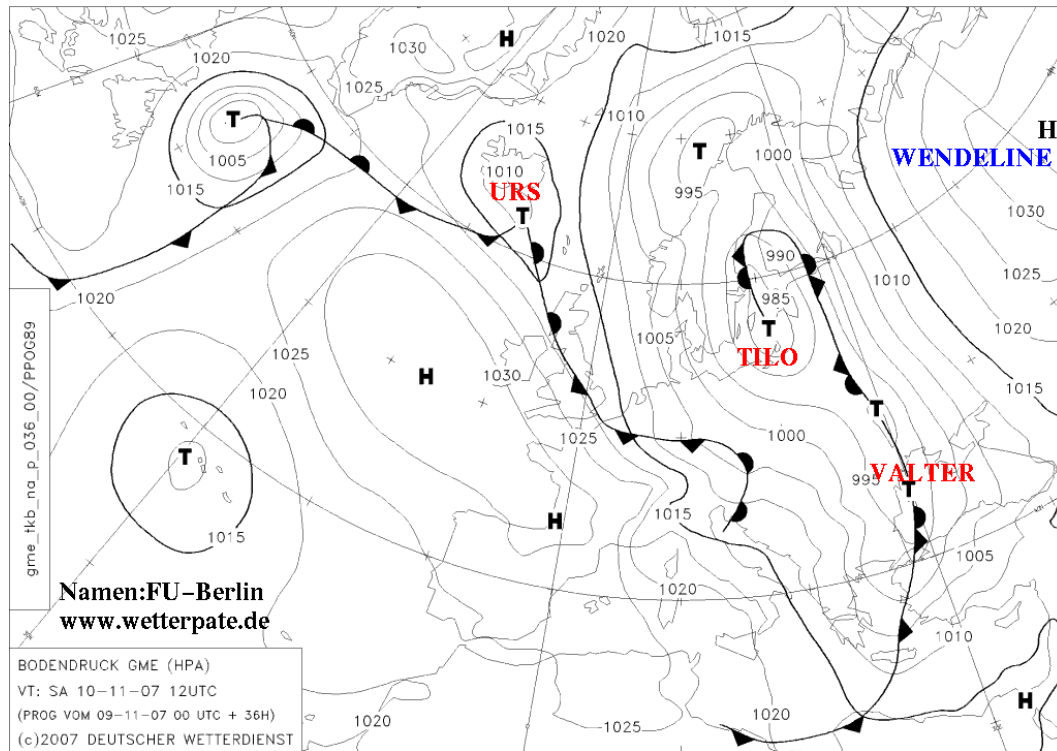 1025
1020
1030
H
1020
1015
1025
1010
T
1005
1015
1015
1010
URS
T
T
995
1000
H
WENDELINE
1030
1025
1020
1015
1010
990
985
T
TILO
1005
1020
1025
H
1030
1025
1020
1000
T
995
VALTER
T
T
1015
H
1015
1020
1005
1010
H
1020
1025
1020
gme_tkb_na_p_036_00/PPOG89
Namen:FU-Berlin
www.wetterpate.de
BODENDRUCK GME (HPA)
VT: SA 10-11-07 12UTC
(PROG VOM 09-11-07 00 UTC + 36H)
(c)2007 DEUTSCHER WETTERDIENST